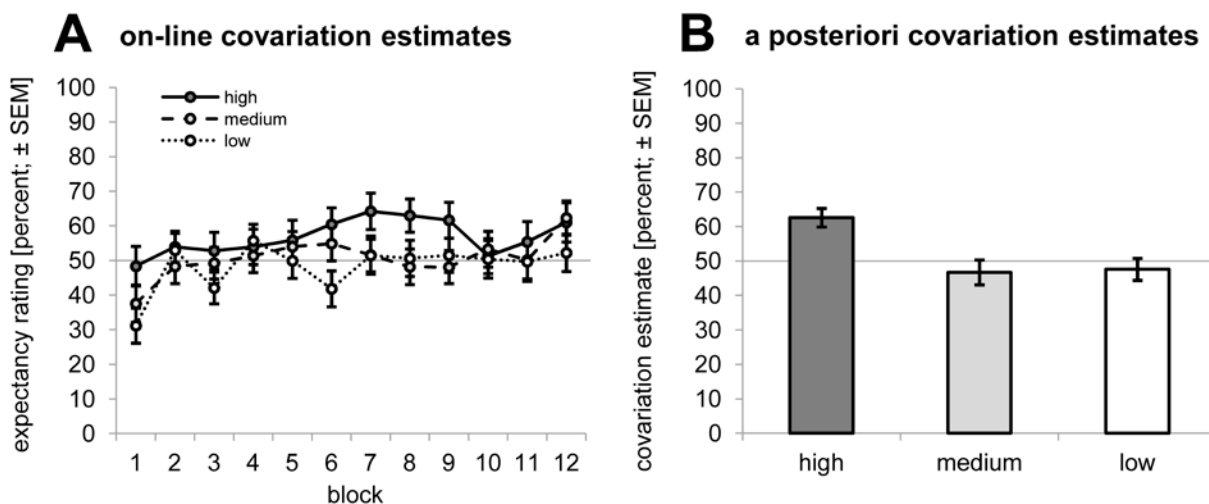 A on-line covariation estimates
expectancy rating [percent; ± SEM]
100
90
80
70
60
50
40
30
20
10
0
high
medium
low
1 2 3 4 5 6 7 8 9 10 11 12
block
B a posteriori covariation estimates
covariation estimate [percent; ± SEM]
100
90
80
70
60
50
40
30
20
10
0
high medium low